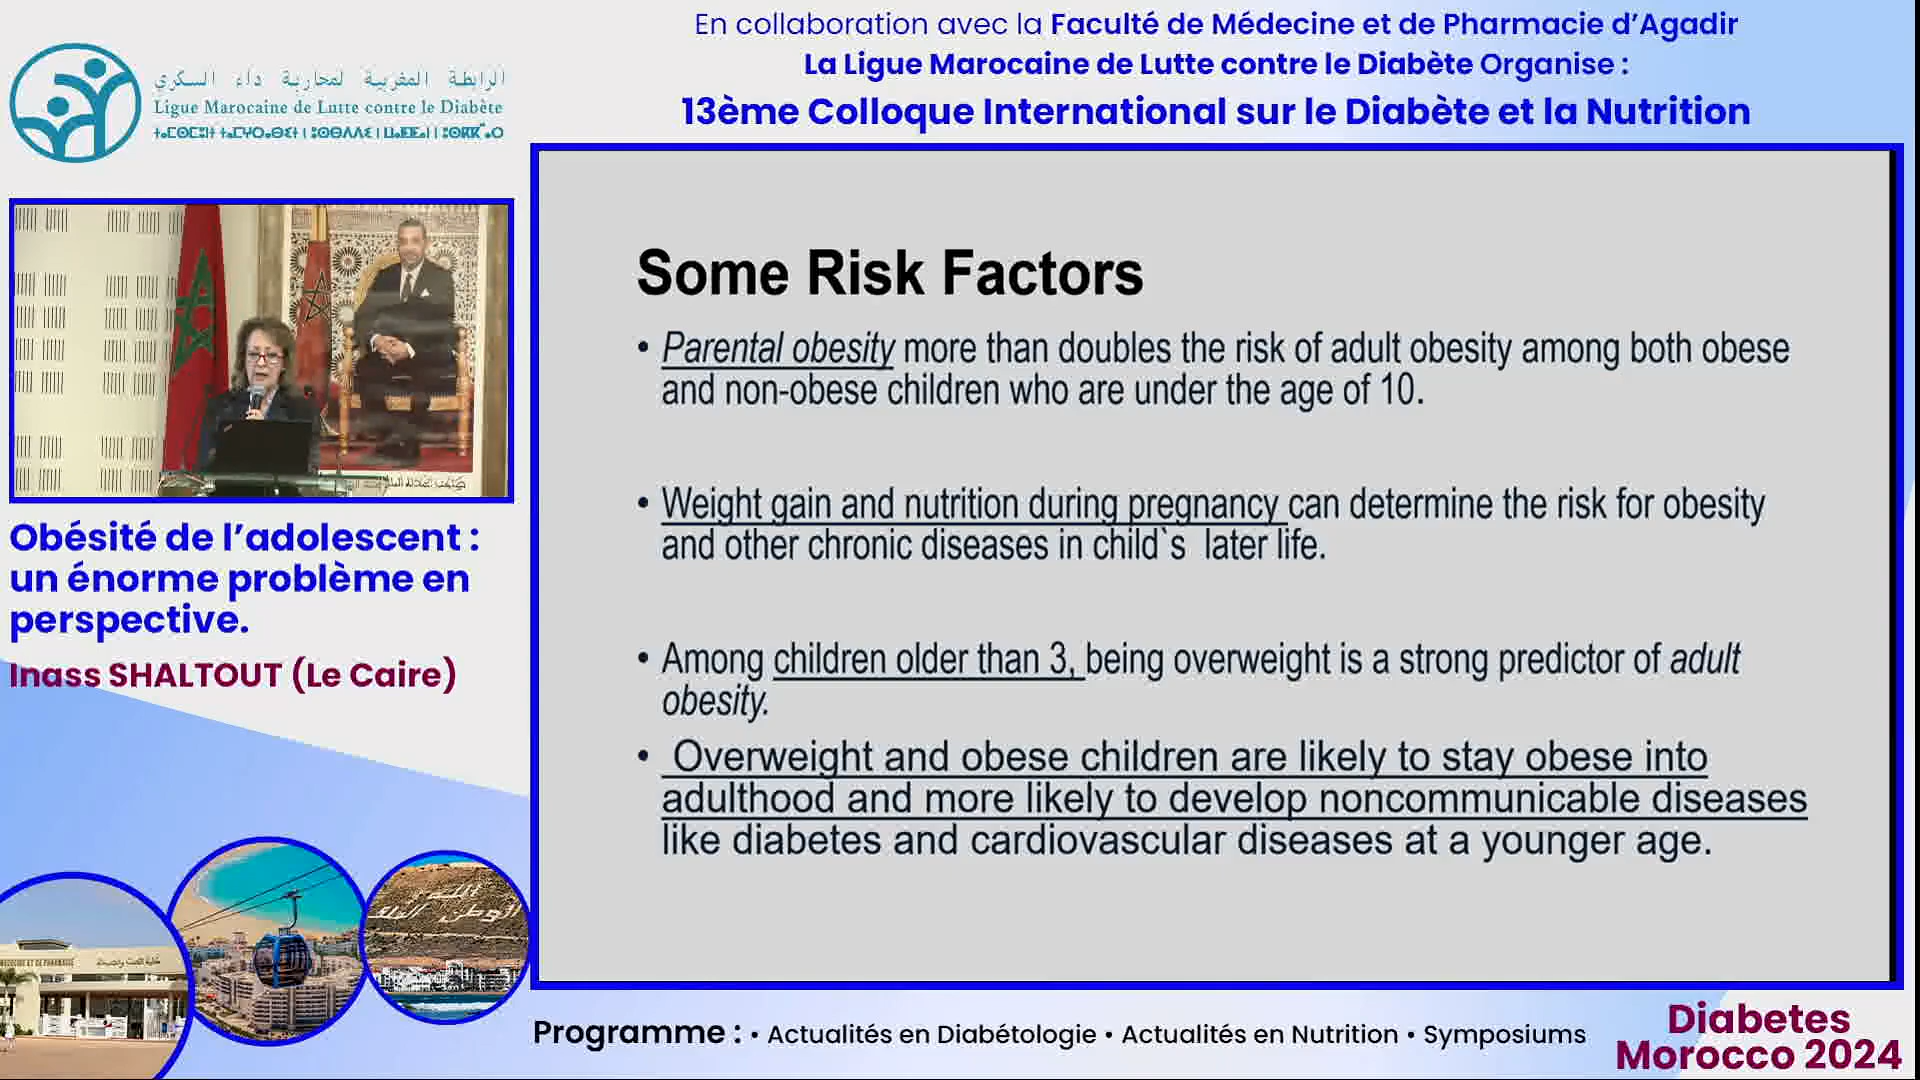 En collaboration avec la Faculté de Médecine et de Pharmacie d’Agadir
La Ligue Marocaine de Lutte contre le Diabète Organise :
13ème Colloque International sur le Diabète et la Nutrition
الرابطة المغربية لمحاربة داء السكري
Ligue Marocaine de Lutte contre le Diabète
Obésité de l’adolescent :
un énorme problème en
perspective.
Inass SHALTOUT (Le Caire)
Some Risk Factors
• Parental obesity more than doubles the risk of adult obesity among both obese
and non-obese children who are under the age of 10.
• Weight gain and nutrition during pregnancy can determine the risk for obesity
and other chronic diseases in child`s later life.
• Among children older than 3, being overweight is a strong predictor of adult
obesity.
• Overweight and obese children are likely to stay obese into
adulthood and more likely to develop noncommunicable diseases
like diabetes and cardiovascular diseases at a younger age.
الله
الوطن الملك
Programme : • Actualités en Diabétologie • Actualités en Nutrition • Symposiums
Diabetes
Morocco 2024